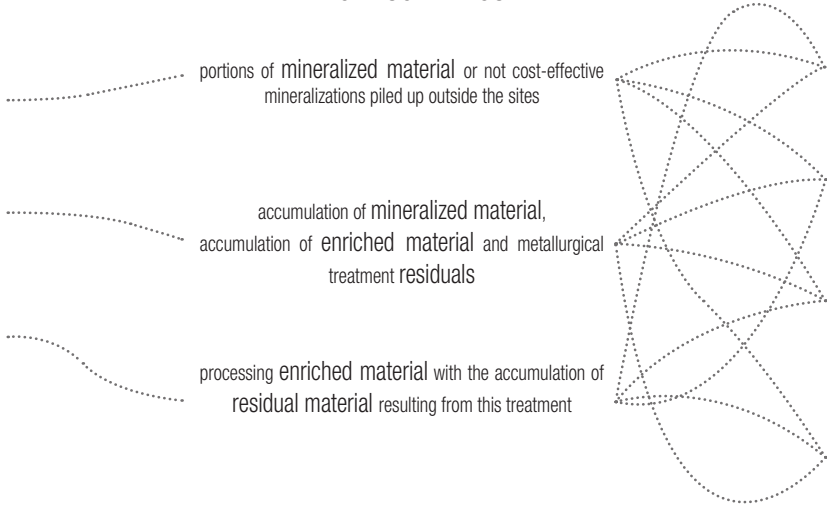 portions of mineralized material or not cost-effective
mineralizations piled up outside the sites
accumulation of mineralized material,
accumulation of enriched material and metallurgical
treatment residuals
processing enriched material with the accumulation of
residual material resulting from this treatment